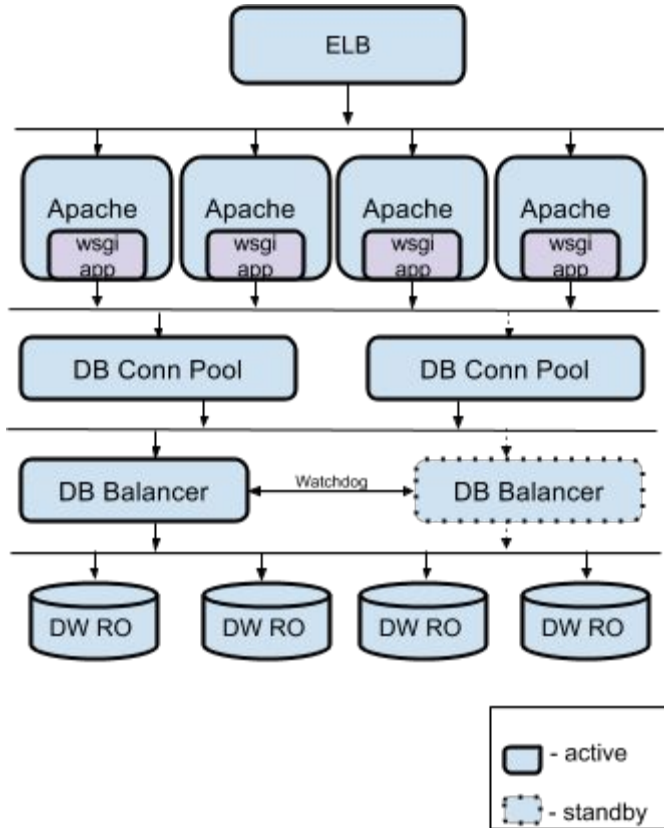 ELB
Apache
Apache
Apache
Apache
wsgi
app
wsgi
app
wsgi
app
wsgi
app
DB Conn Pool
DB Conn Pool
DB Balancer
Watchdog
DB Balancer
DW RO
DW RO
DW RO
DW RO
- active
- standby